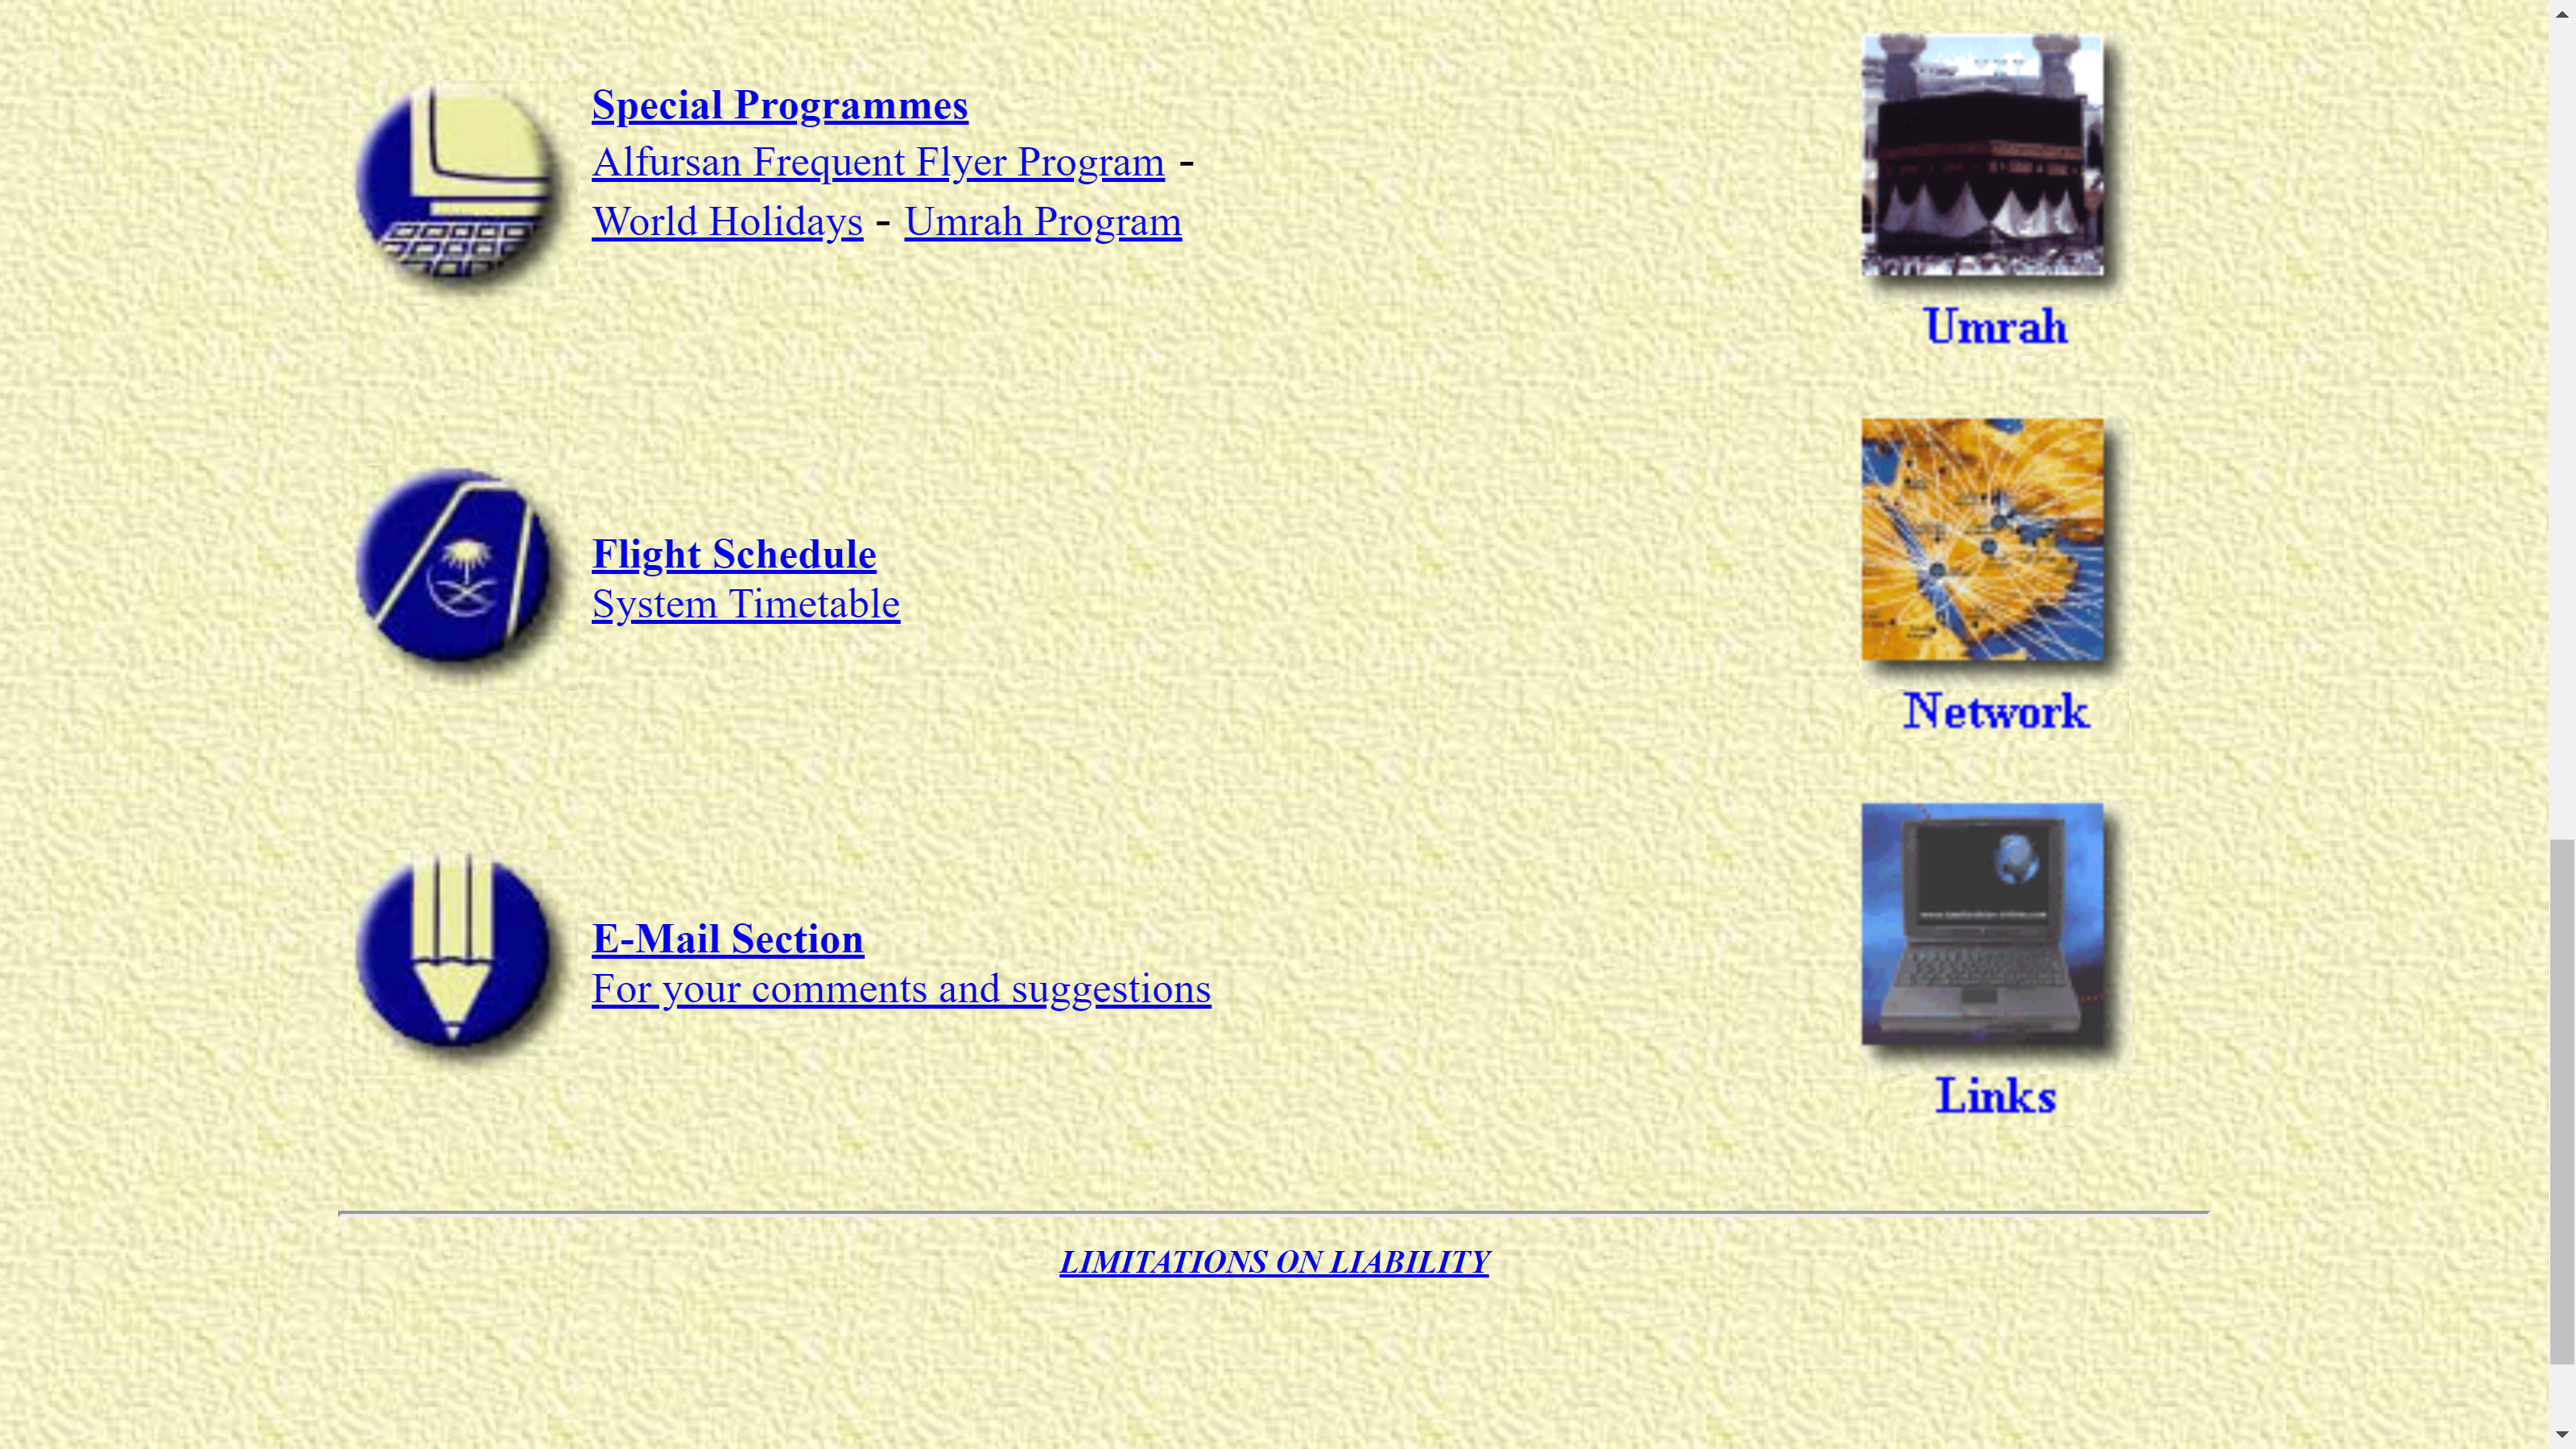 Special Programmes
Alfursan Frequent Flyer Program -
World Holidays - Umrah Program
Umrah
Flight Schedule
System Timetable
Network
E-Mail Section
For your comments and suggestions
Links
LIMITATIONS ON LIABILITY